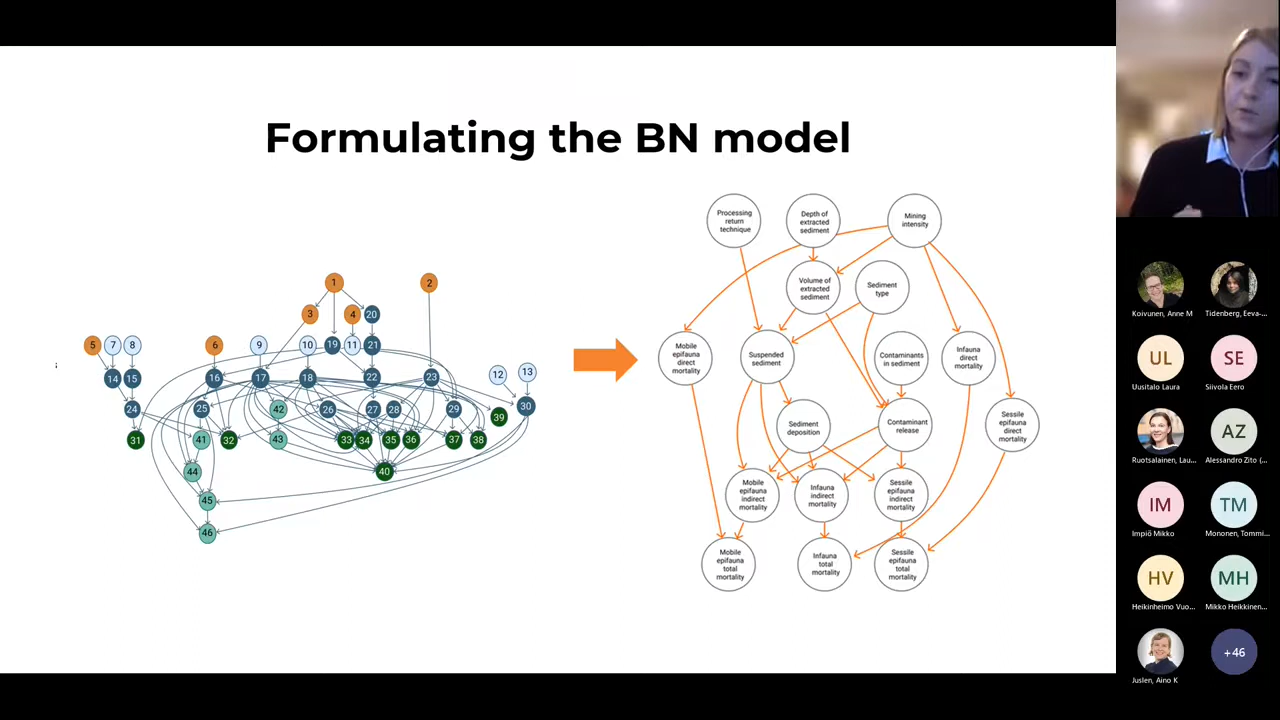 Formulating the BN model
1
2
3
4
20
5
7
8
6
9
10
19
11
21
14
15
16
17
18
22
23
12
13
24
25
42
26
27
28
29
39
30
31
41
32
43
33
34
35
36
37
38
44
40
45
46
Processing
return
technique
Depth of
extracted
sediment
Mining
intensity
Volume of
extracted
sediment
Sediment
type
Mobile
epifauna
direct
mortality
Suspended
sediment
Contaminants
in sediment
Infauna
direct
mortality
Sediment
deposition
Contaminant
release
Sessile
epifauna
direct
mortality
Mobile
epifauna
indirect
mortality
Infauna
indirect
mortality
Sessile
epifauna
indirect
mortality
Mobile
epifauna
total
mortality
Infauna
total
mortality
Sessile
epifauna
total
mortality
Koivunen, Anne M
Tidenberg, Eeva-...
UL
Uusitalo Laura
SE
Siivola Eero
Ruotsalainen, Lau...
AZ
Alessandro Zito (...
IM
Impiö Mikko
TM
Mononen, Tommi...
HV
Heikinheimo Vuo...
MH
Mikko Heikkinen...
Juslen, Aino K
+46